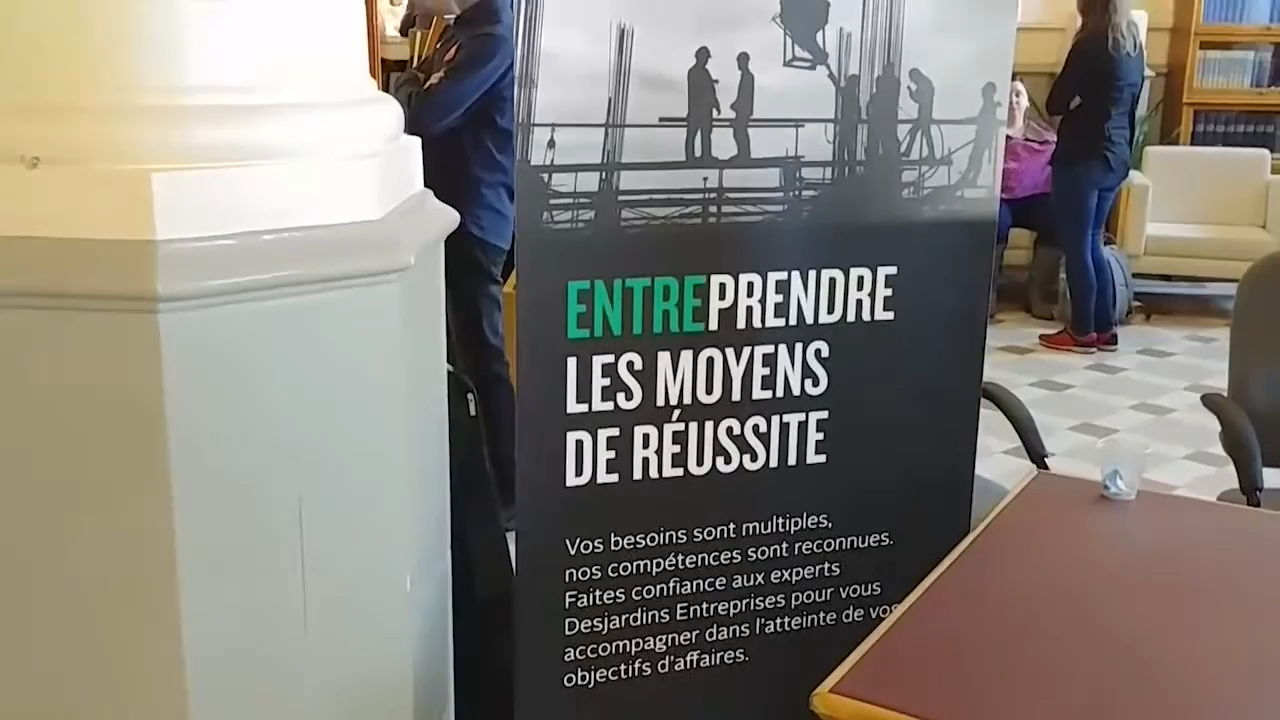 ENTREPRENDRE
LES MOYENS
DE RÉUSSITE
Vos besoins sont multiples,
nos compétences sont reconnues.
Faites confiance aux experts
Desjardins Entreprises pour vous
accompagner dans l'atteinte de vos
objectifs d'affaires.